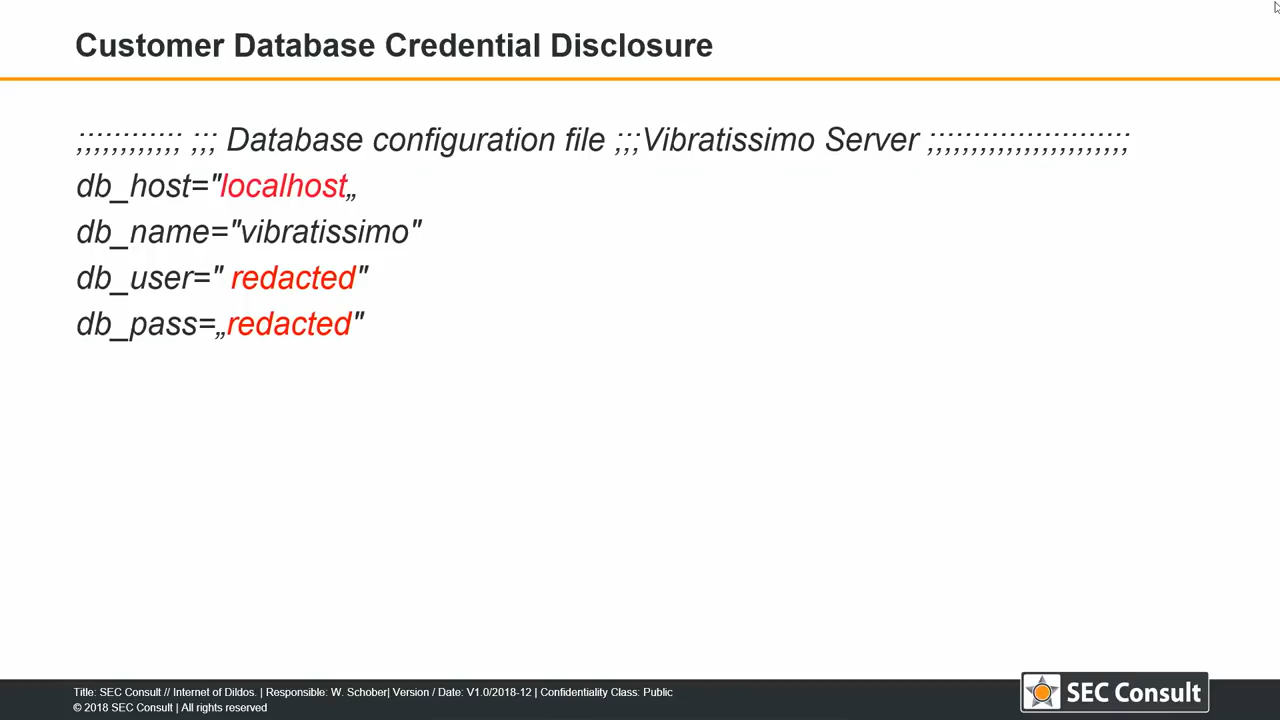 Customer Database Credential Disclosure
;;;;;;;;;;;; ;;; Database configuration file ;;;Vibratissimo Server ;;;;;;;;;;;;;;;;;;;;;;;
db_host="localhost„
db_name="vibratissimo"
db_user=" redacted"
db_pass=„redacted"
Title: SEC Consult // Internet of Dildos. | Responsible: W. Schober| Version / Date: V1.0/2018-12 | Confidentiality Class: Public
© 2018 SEC Consult | All rights reserved
SEC Consult